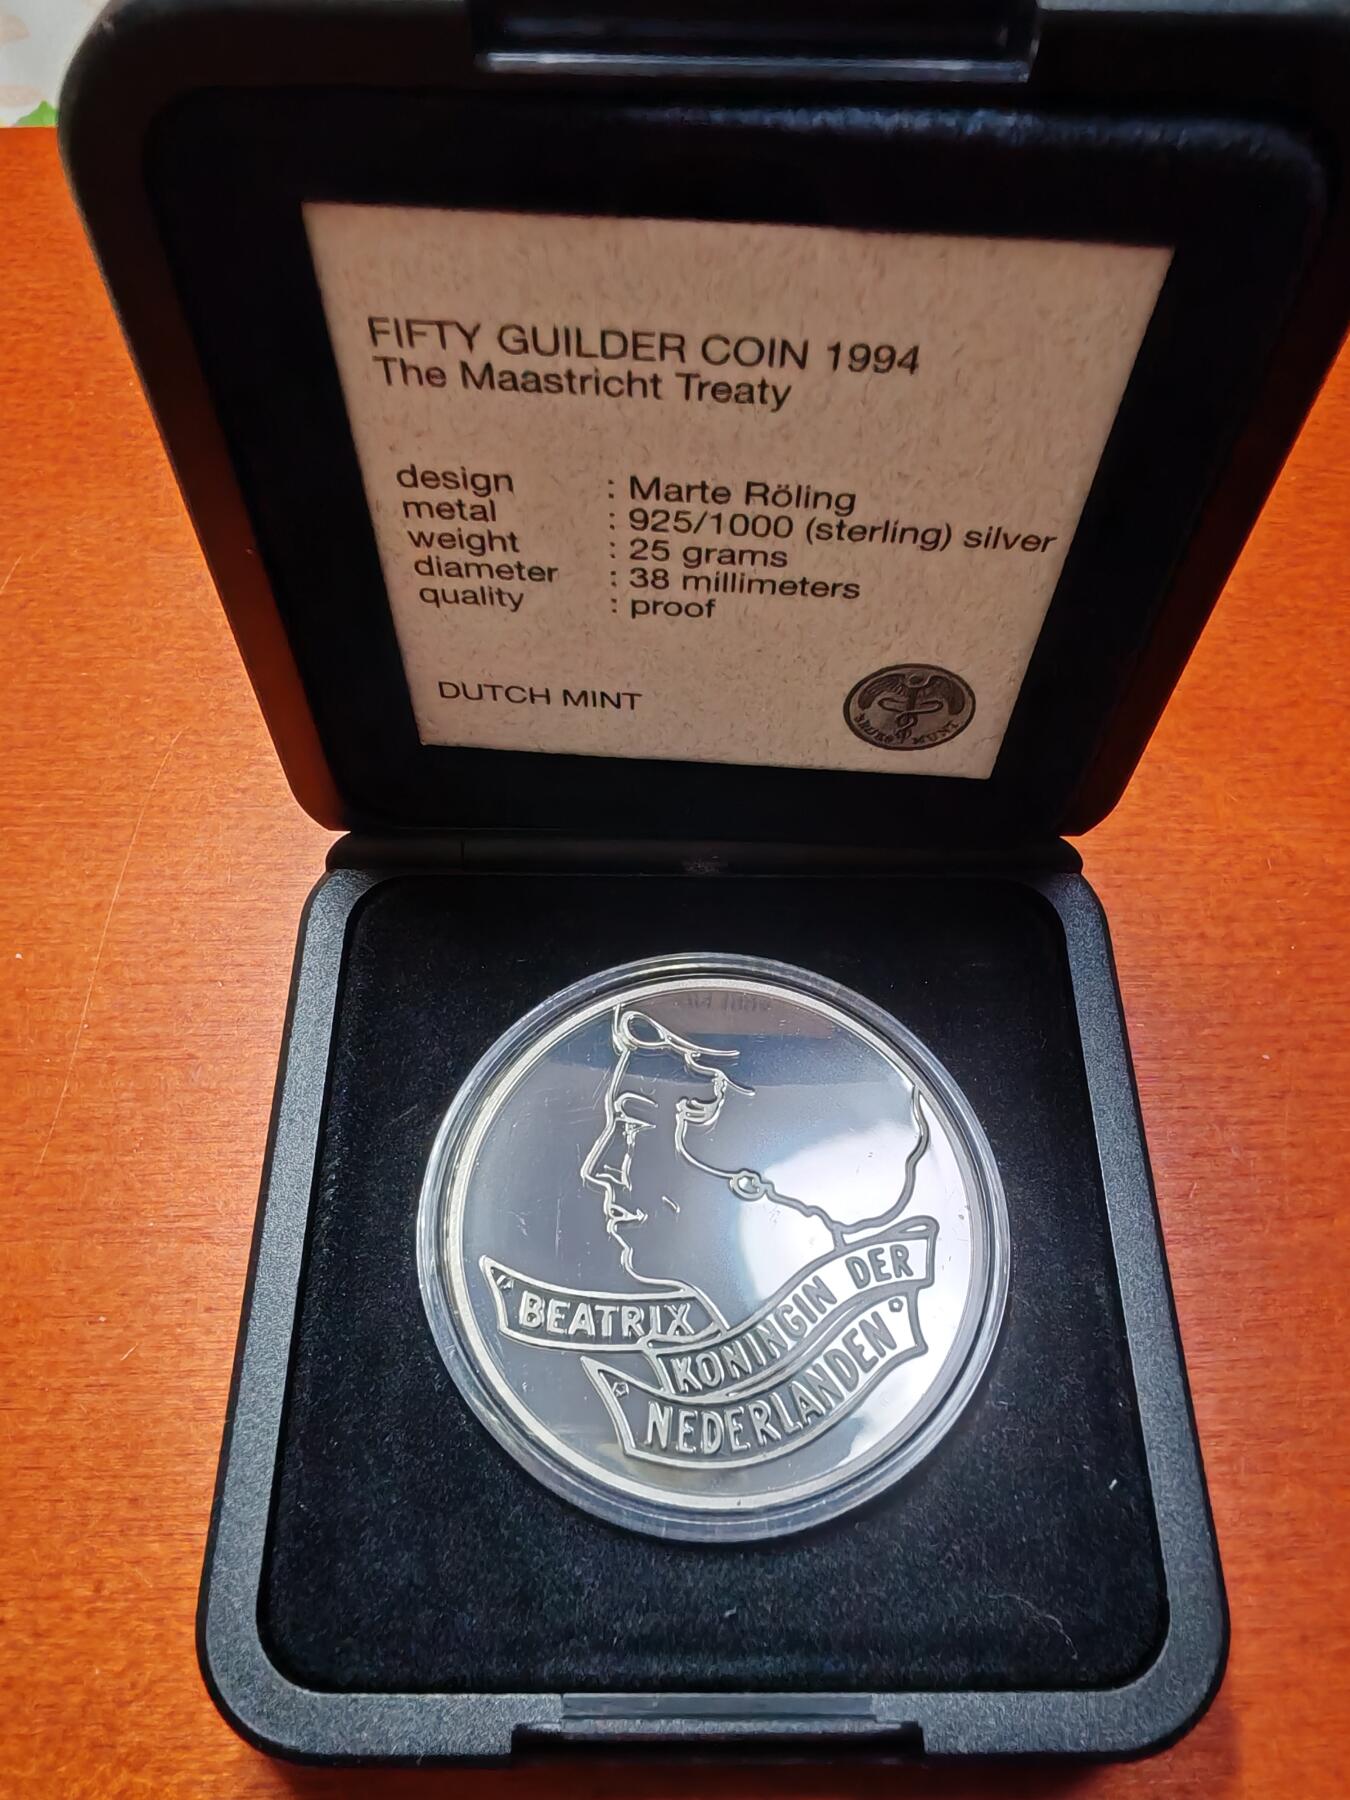 FIFTY GUILDER COIN 1994
The Maastricht Treaty
design : Marte Röling
metal : 925/1000 (sterling) silver
weight : 25 grams
diameter : 38 millimeters
quality : proof
DUTCH MINT
MUNT
BEATRIX
KONINGIN DER
NEDERLANDEN